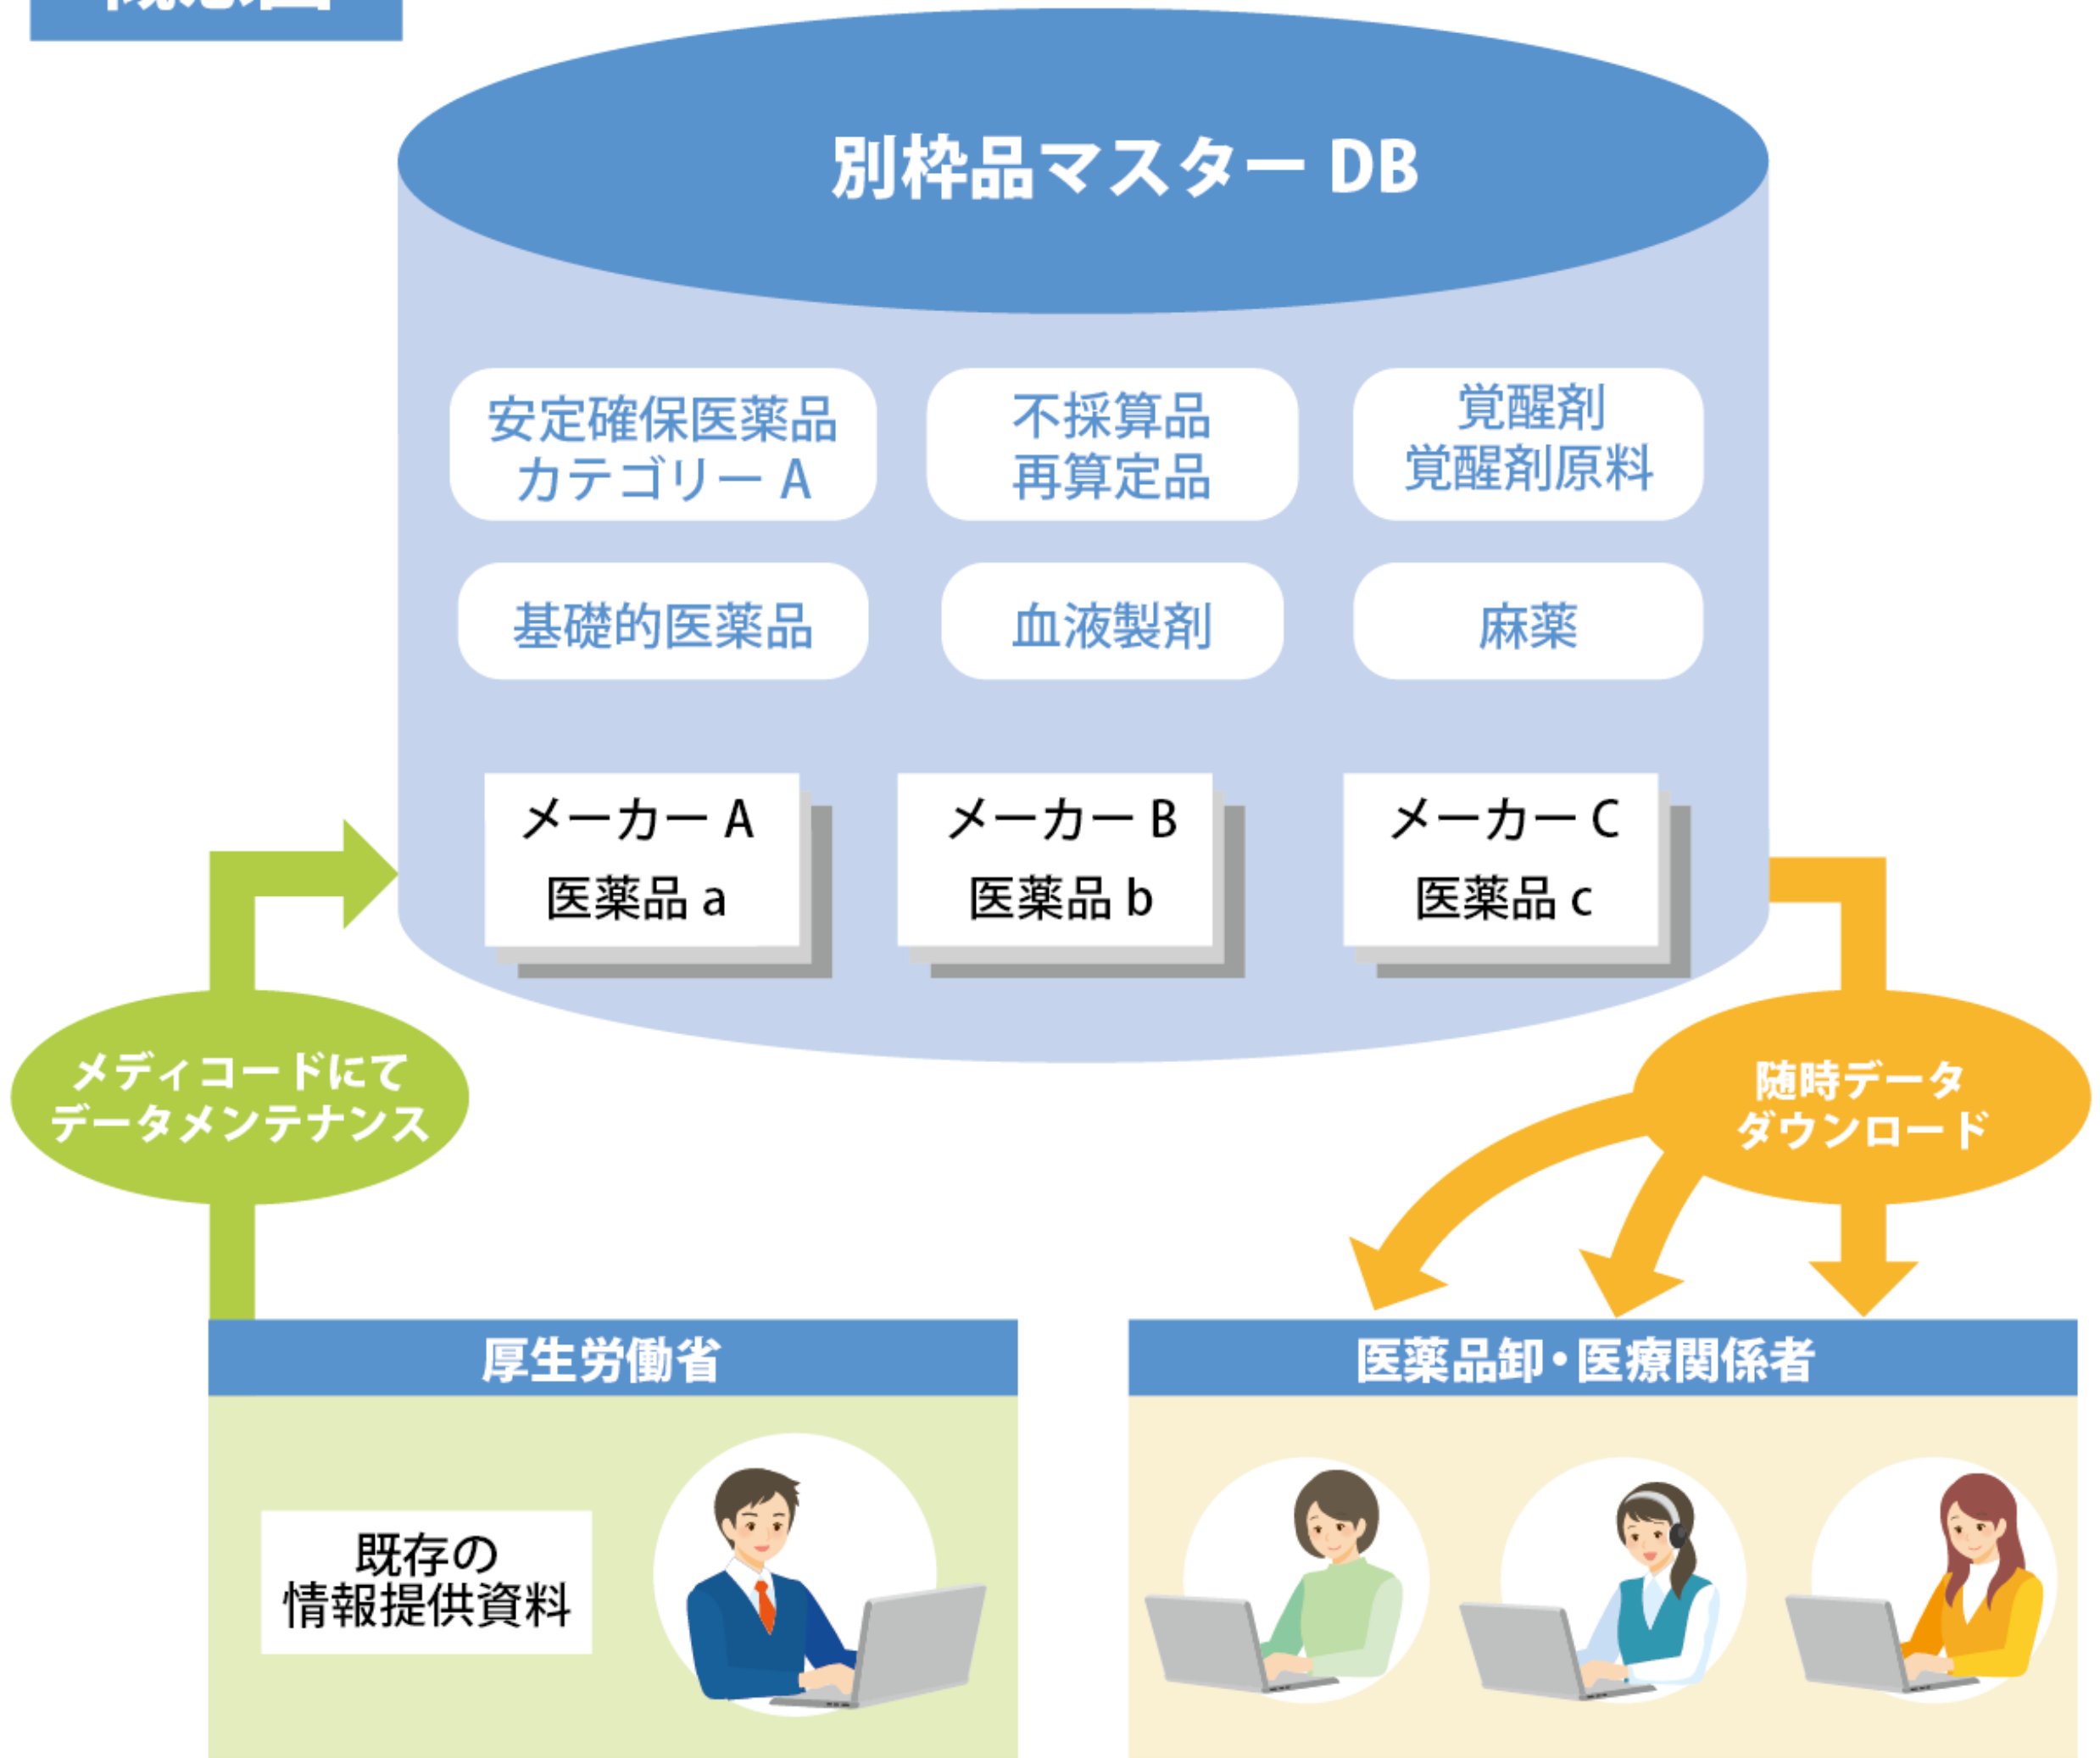 別枠品マスター DB
安定確保医薬品
カテゴリー A
不採算品
再算定品
覚醒剤
覚醒剤原料
基礎的医薬品
血液製剤
麻薬
メーカー A
医薬品 a
メーカー B
医薬品 b
メーカー C
医薬品 c
メディコードにて
データメンテナンス
随時データ
ダウンロード
厚生労働省
既存の
情報提供資料
医薬品卸・医療関係者